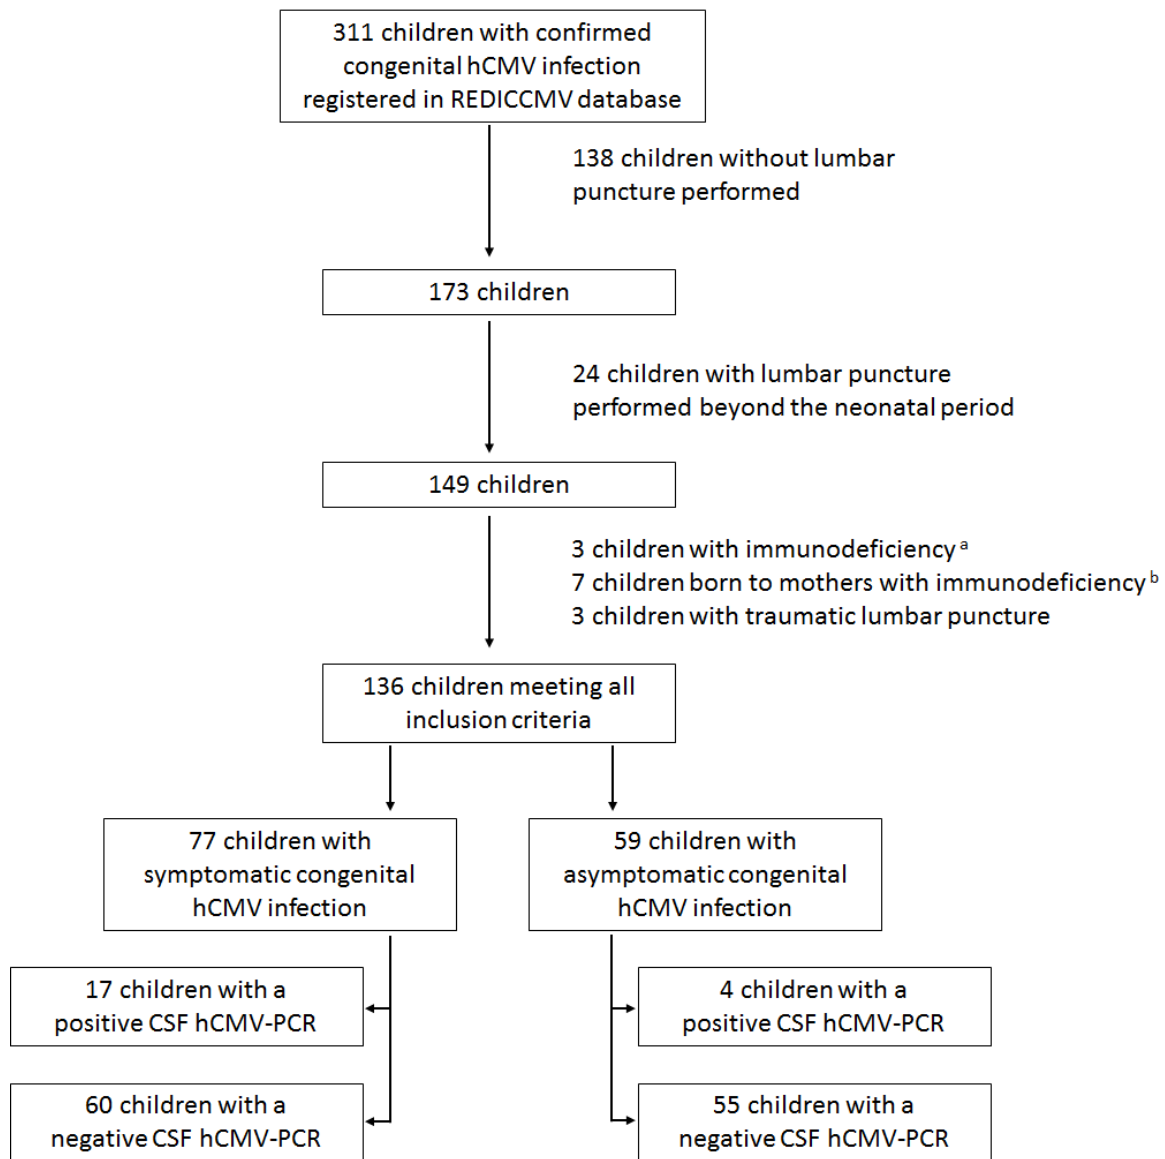 311 children with confirmed
congenital hCMV infection
registered in REDICCMV database
138 children without lumbar
puncture performed
173 children
24 children with lumbar puncture
performed beyond the neonatal period
149 children
3 children with immunodeficiency a
7 children born to mothers with immunodeficiency b
3 children with traumatic lumbar puncture
136 children meeting all
inclusion criteria
77 children with
symptomatic congenital
hCMV infection
59 children with
asymptomatic congenital
hCMV infection
17 children with a
positive CSF hCMV-PCR
4 children with a
positive CSF hCMV-PCR
60 children with a
negative CSF hCMV-PCR
55 children with a
negative CSF hCMV-PCR